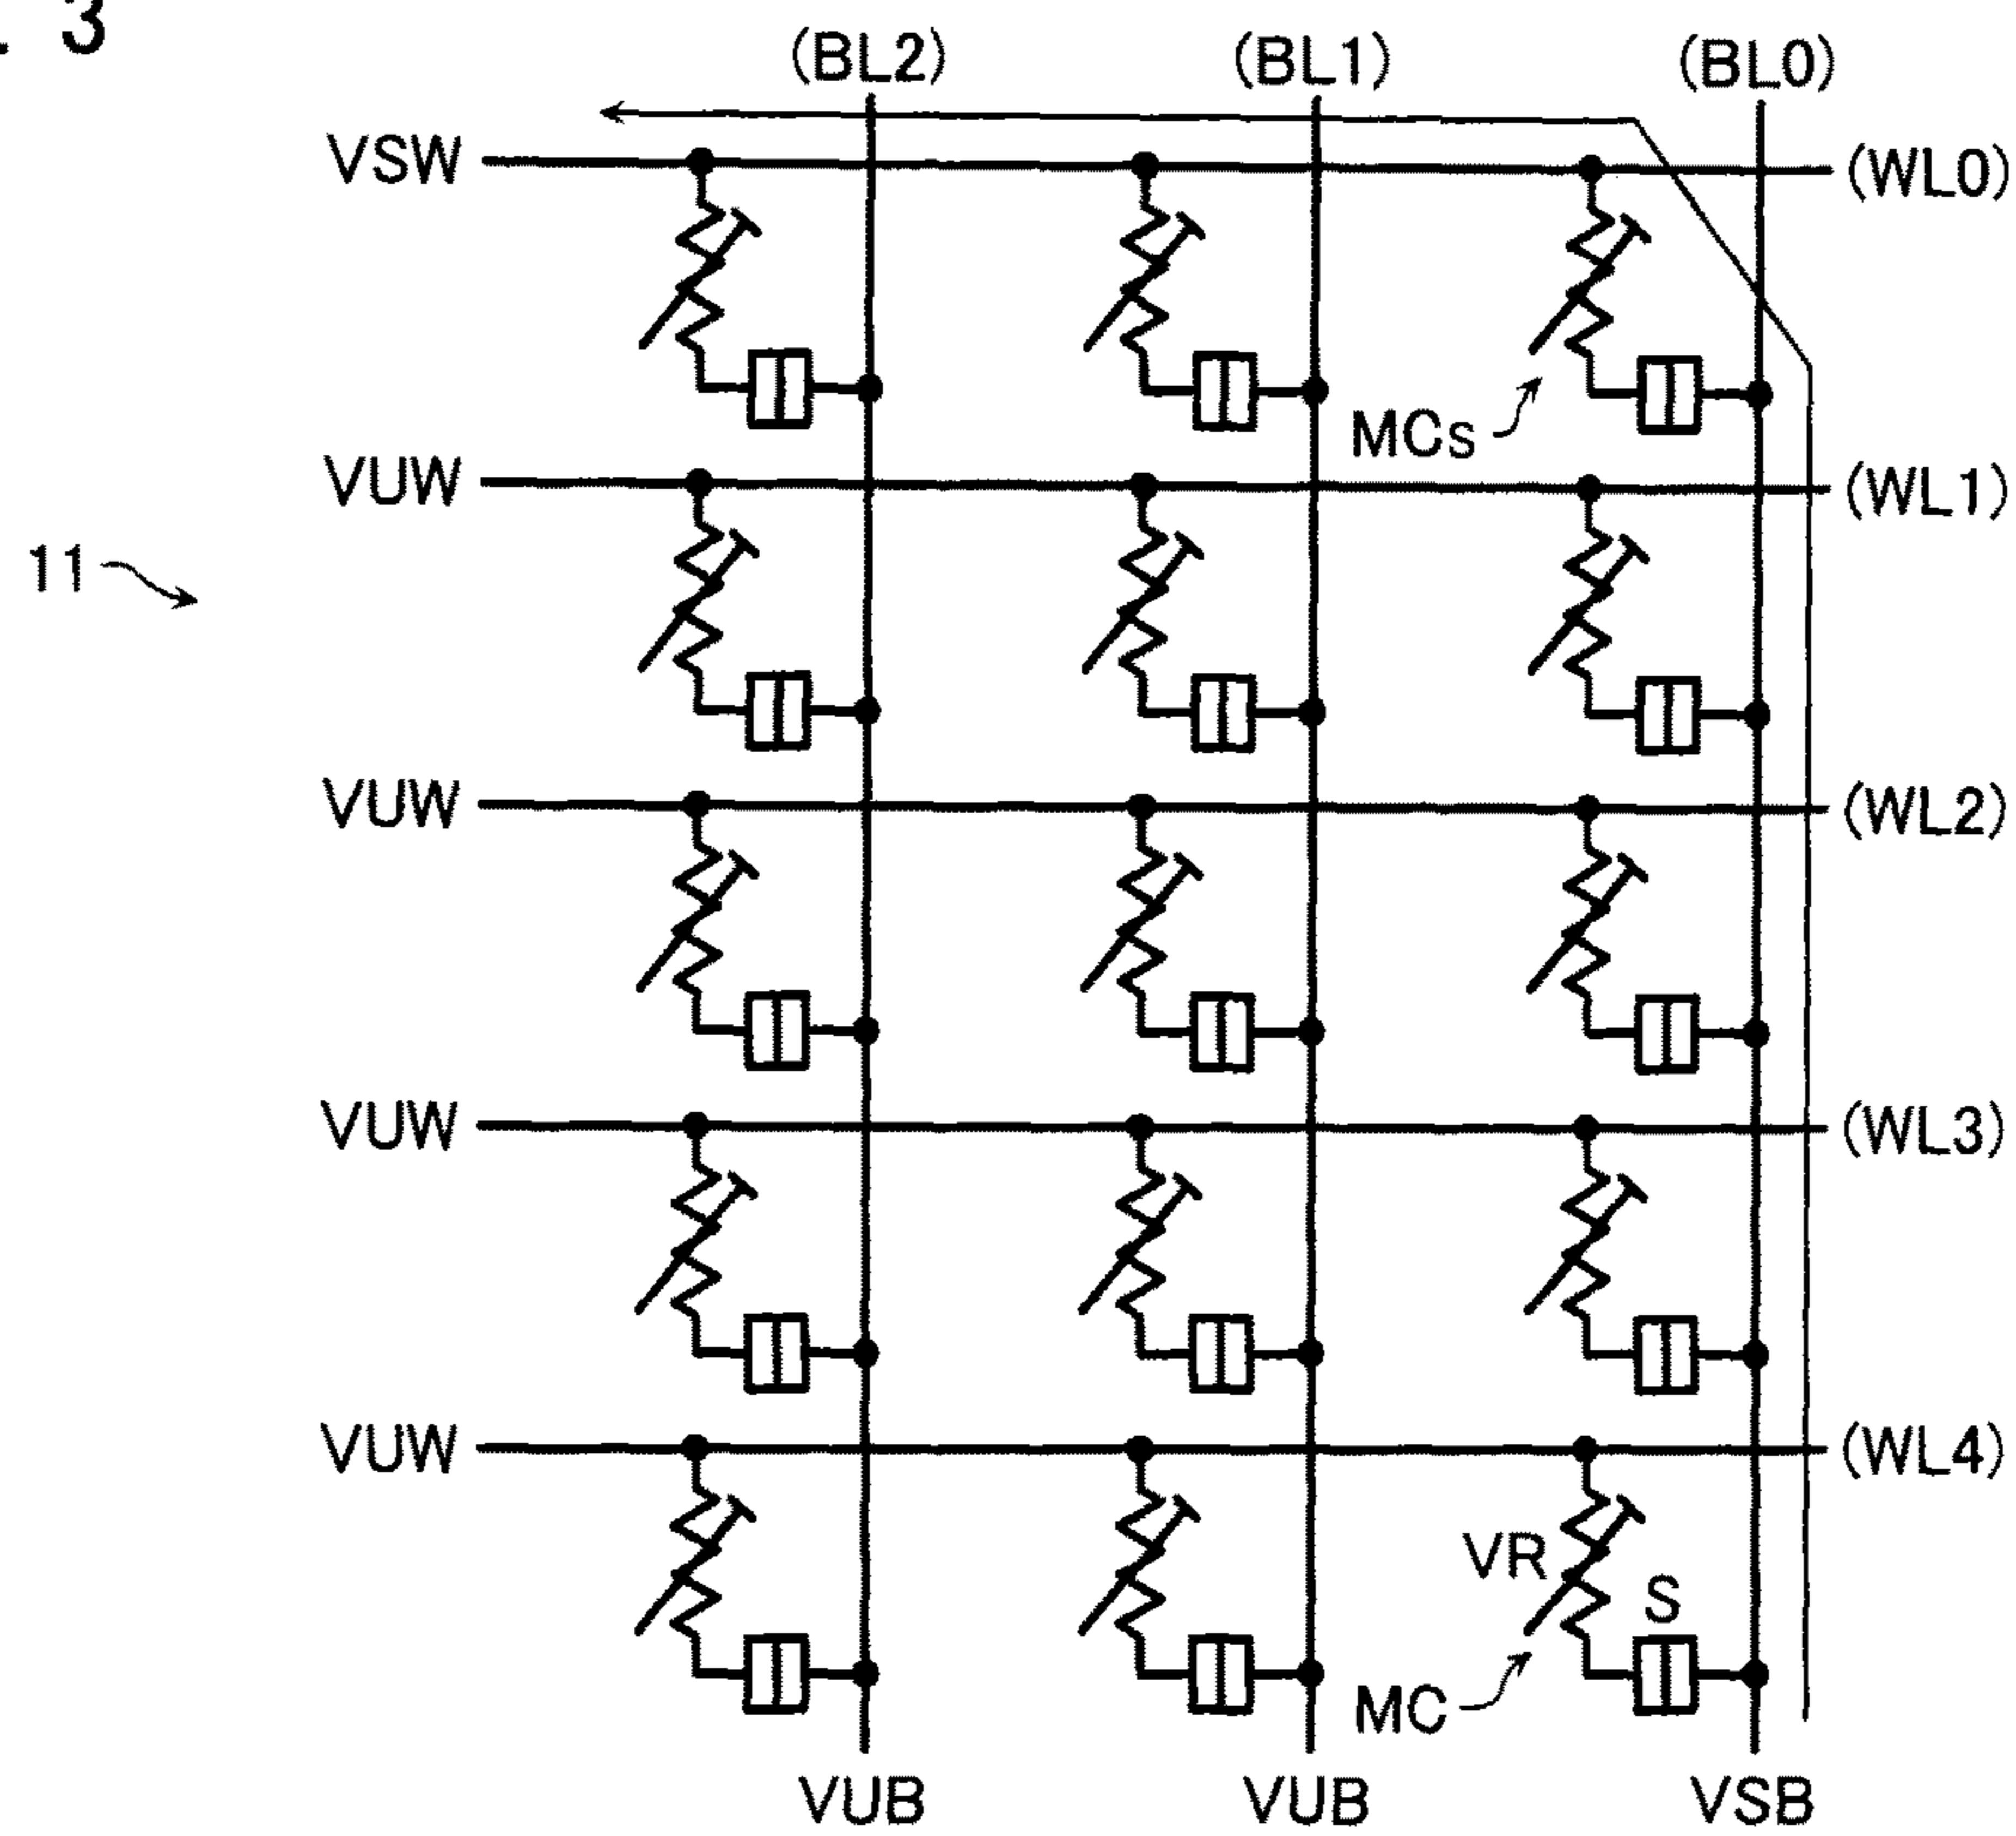 . 3
(BL2) (BL1) (BL0)
VSW (WL0)
MCS
VUW (WL1)
11
VUW (WL2)
VUW (WL3)
VUW (WL4)
VR
S
MC
VUB VUB VSB